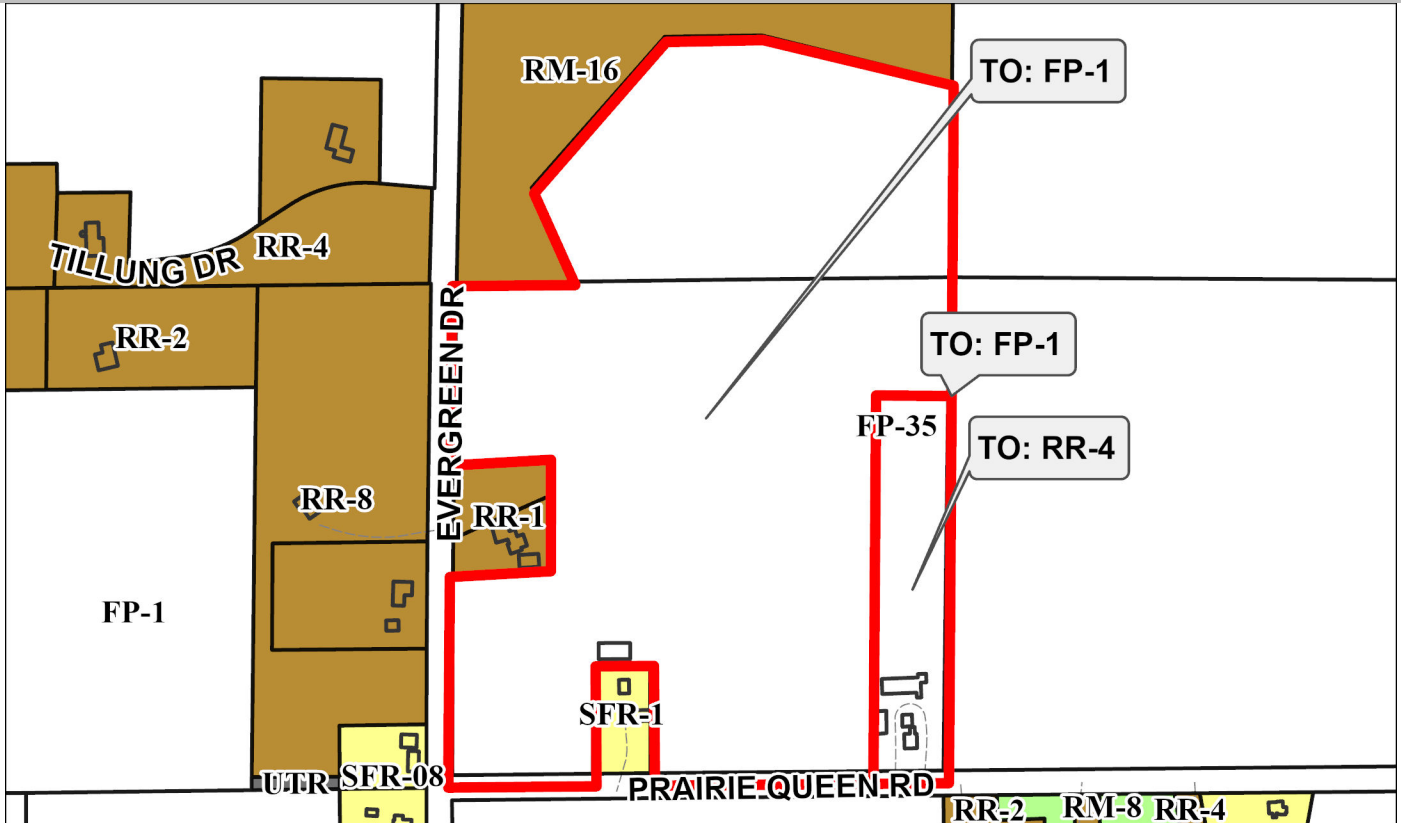 RM-16
TO: FP-1
TILLUNG DR
RR-4
RR-2
EVERGREEN DR
TO: FP-1
FP-35
TO: RR-4
RR-8
RR-1
FP-1
SFR-1
UTR
SFR-08
PRAIRIE QUEEN RD
RR-2
RM-8
RR-4